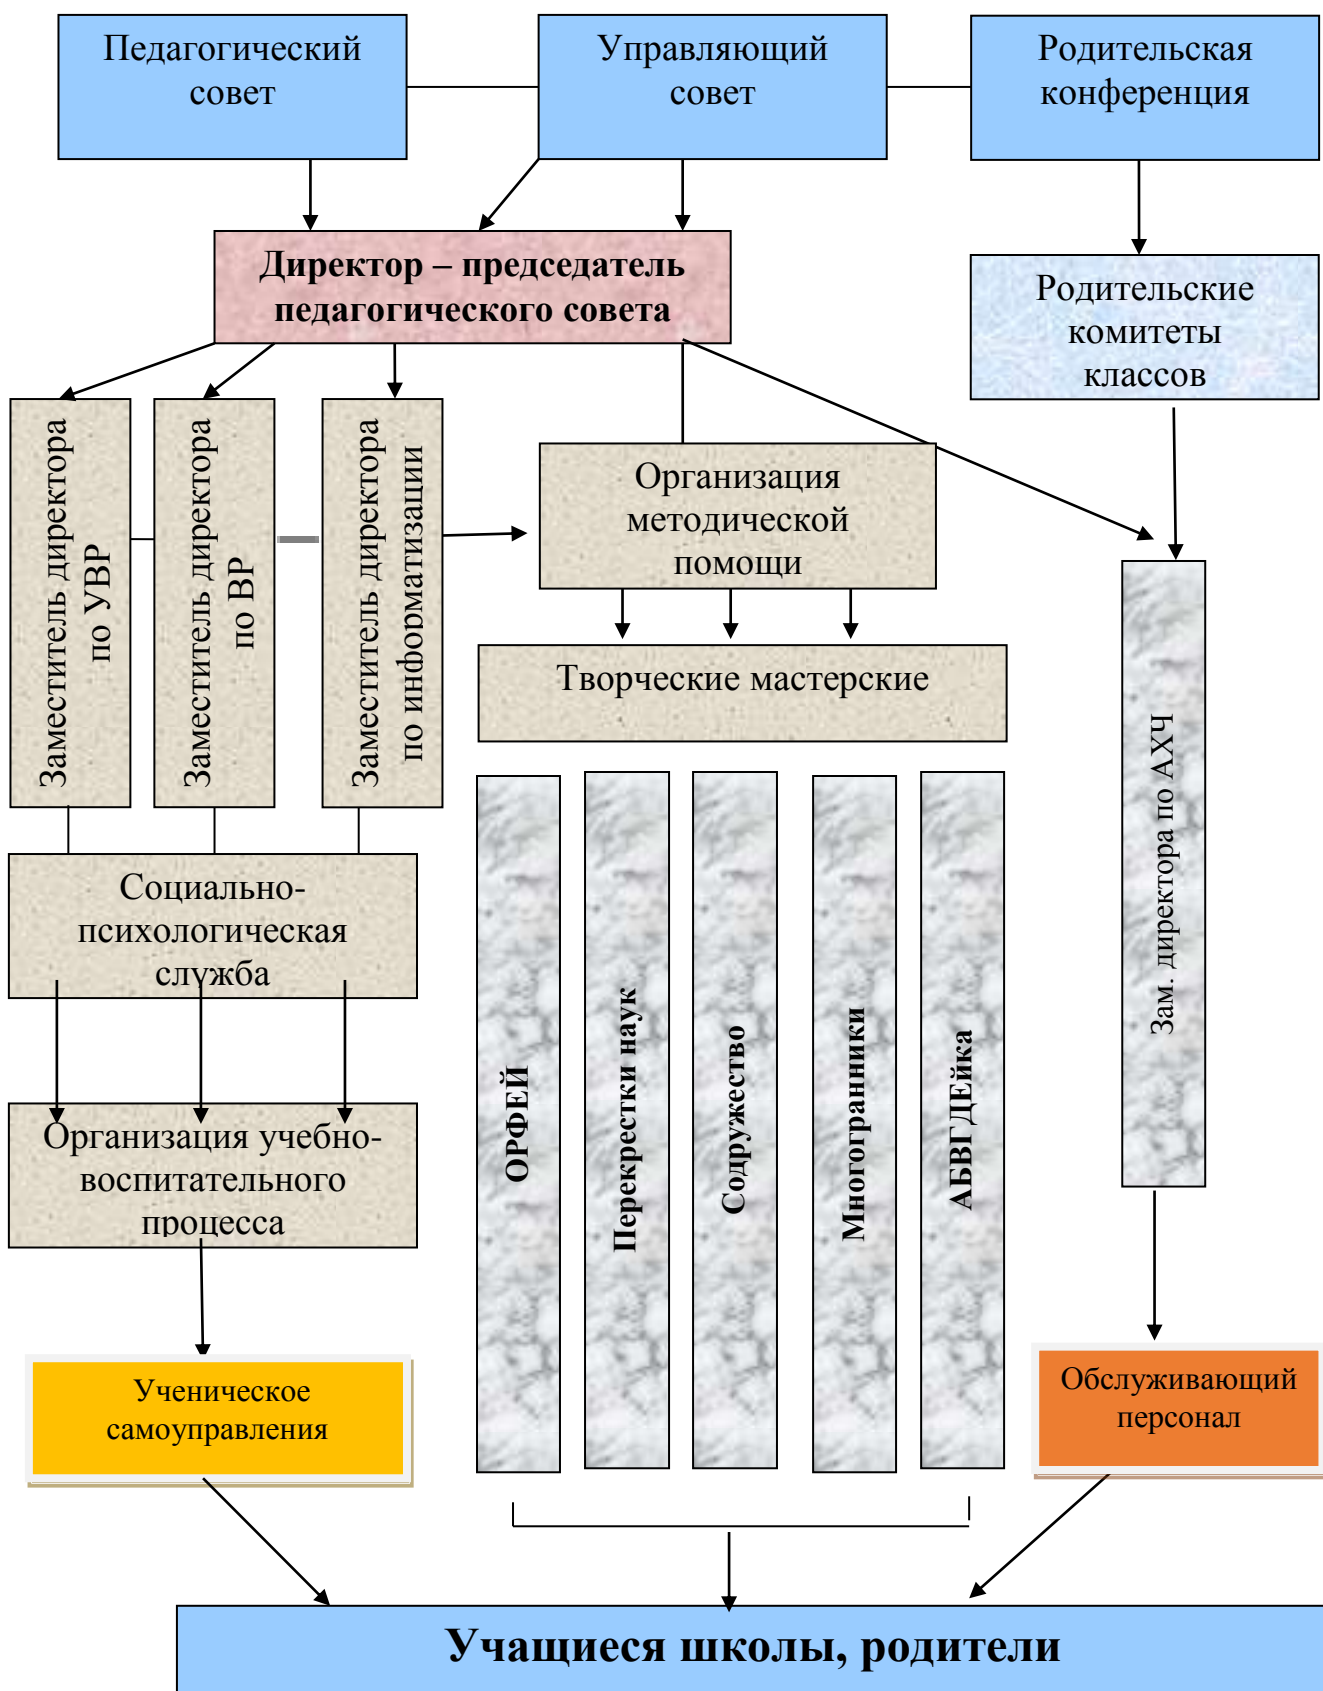 Педагогический
совет
Управляющий
совет
Родительская
конференция
Директор – председатель
педагогического совета
Родительские
комитеты
классов
Заместитель директора
по УВР
Заместитель директора
по ВР
Заместитель директора
по информатизации
Организация
методической
помощи
Творческие мастерские
Социально-
психологическая
служба
ОРФЕЙ
Перекрестки наук
Содружество
Многогранники
АБВГДЕйка
Зам. директора по АХЧ
Организация учебно-
воспитательного
процесса
Ученическое
самоуправления
Обслуживающий
персонал
Учащиеся школы, родители